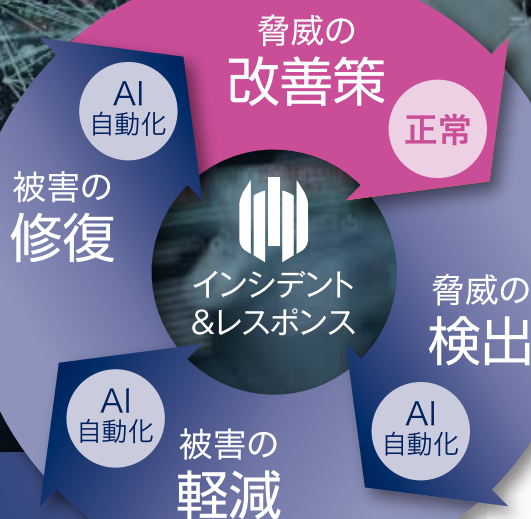 脅威の
改善策
正常
AI
自動化
被害の
修復
インシデント
&レスポンス
脅威の
検出
AI
自動化
AI
自動化
被害の
軽減